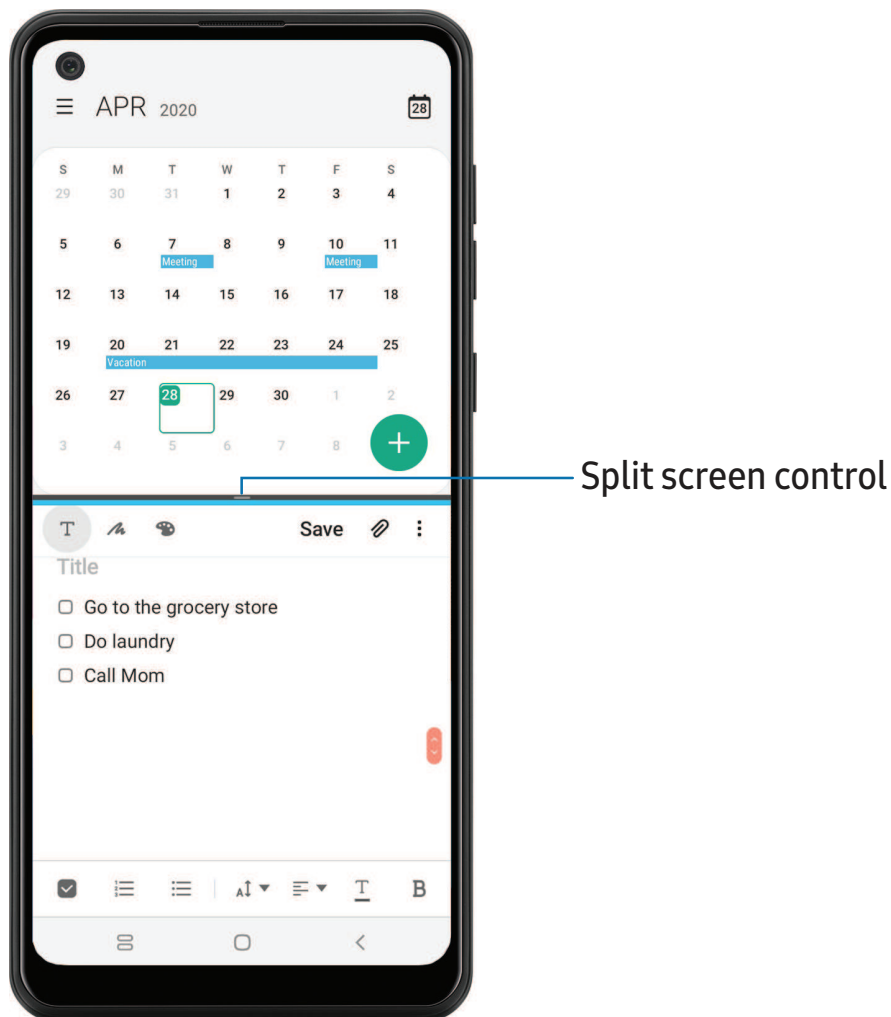 APR 2020 28
S M T W T F S
29 30 31 1 2 3 4
5 6 7 8 9 10 11
Meeting Meeting
12 13 14 15 16 17 18
19 20 21 22 23 24 25
Vacation
26 27 28 29 30 1 2
3 4 5 6 7 8
+
Split screen control
T Save
Title
Go to the grocery store
Do laundry
Call Mom
A T B